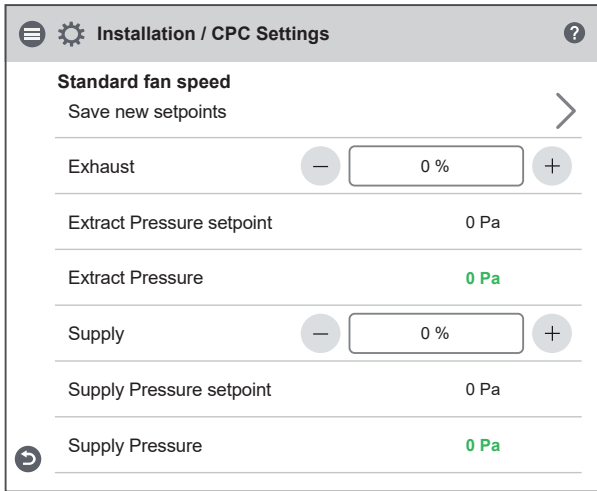 Installation / CPC Settings ?
Standard fan speed
Save new setpoints
Exhaust − 0 % +
Extract Pressure setpoint 0 Pa
Extract Pressure 0 Pa
Supply − 0 % +
Supply Pressure setpoint 0 Pa
Supply Pressure 0 Pa